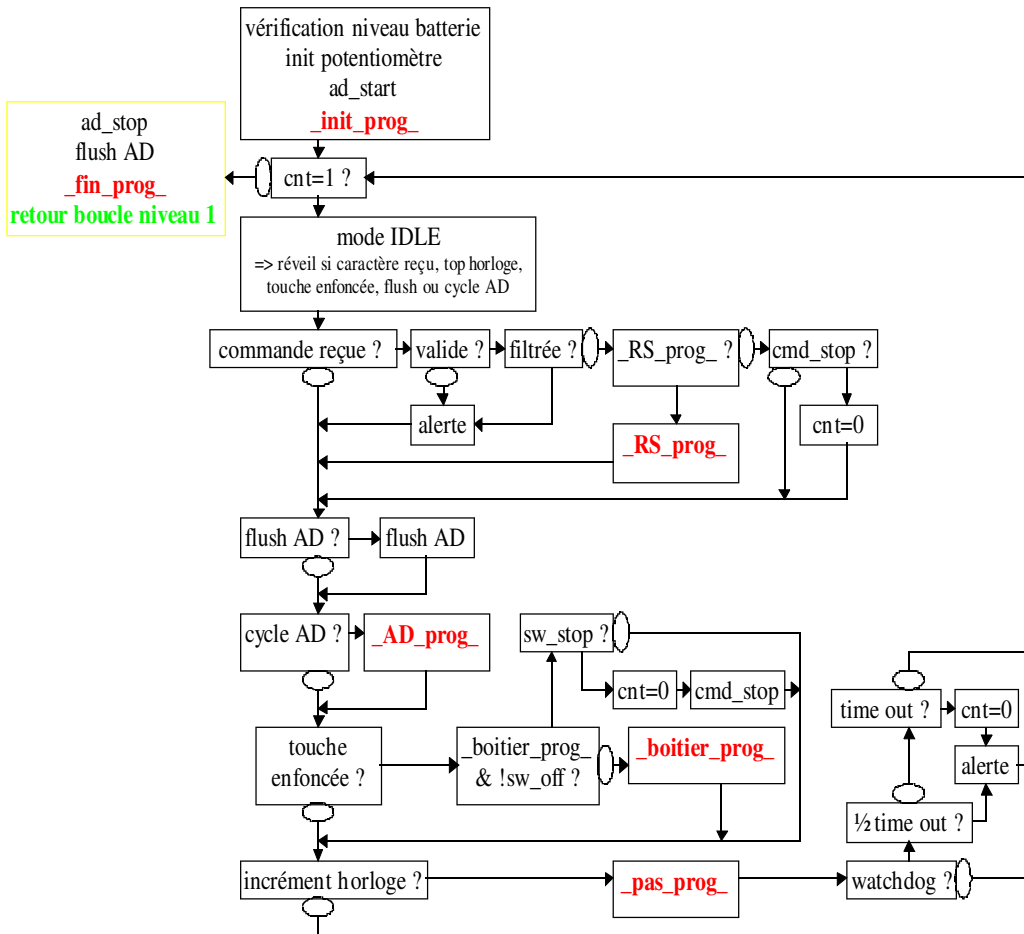 vérification niveau batterie
init potentiomètre
ad_start
_init_prog_
ad_stop
flush AD
_fin_prog_
retour boucle niveau 1
cnt=1 ?
mode IDLE
=> réveil si caractère reçu, top horloge,
touche enfoncée, flush ou cycle AD
commande reçue ?
valide ?
filtrée ?
_RS_prog_ ?
cmd_stop ?
alerte
_RS_prog_
cnt=0
flush AD ?
flush AD
cycle AD ?
_AD_prog_
sw_stop ?
cnt=0
cmd_stop
time out ?
cnt=0
touche
enfoncée ?
_boitier_prog_
& !sw_off ?
_boitier_prog_
alerte
½ time out ?
incrément horloge ?
_pas_prog_
watchdog ?